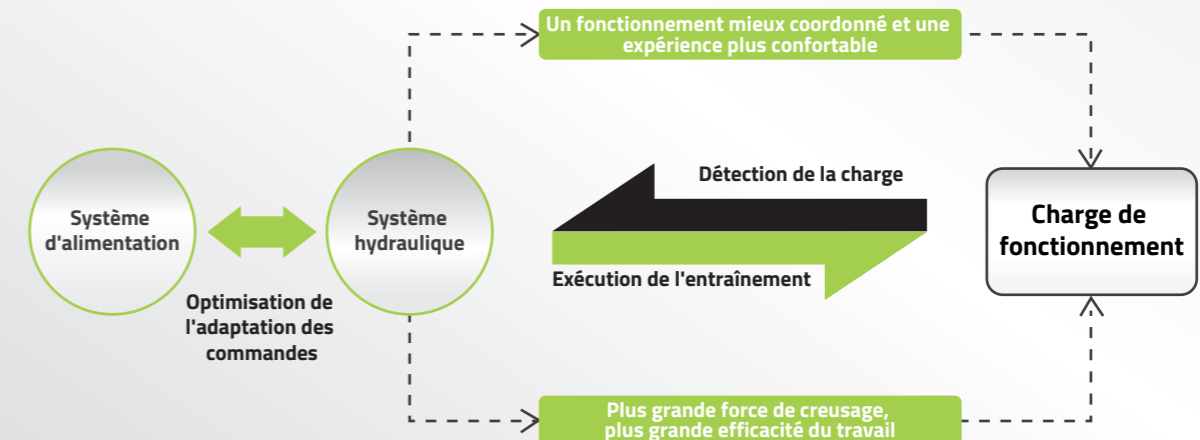 Un fonctionnement mieux coordonné et une
expérience plus confortable
Système
d'alimentation
Système
hydraulique
Optimisation de
l'adaptation des
commandes
Détection de la charge
Exécution de l'entraînement
Charge de
fonctionnement
Plus grande force de creusage,
plus grande efficacité du travail